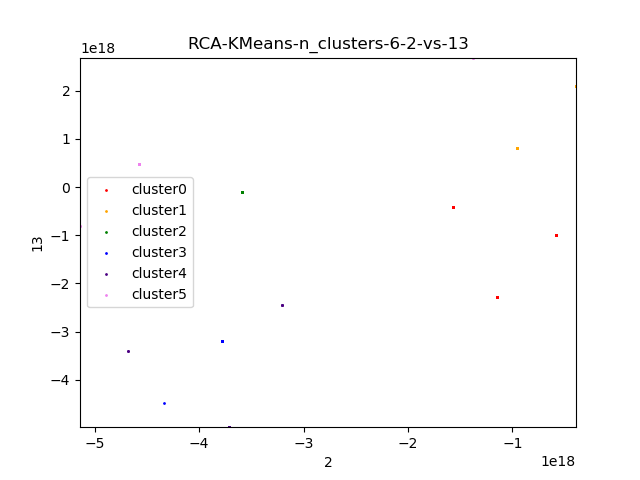 RCA-KMeans-n_clusters-6-2-vs-13
1e18
2
1
0
−1
−2
−3
−4
13
cluster0
cluster1
cluster2
cluster3
cluster4
cluster5
−5
−4
−3
−2
−1
1e18
2